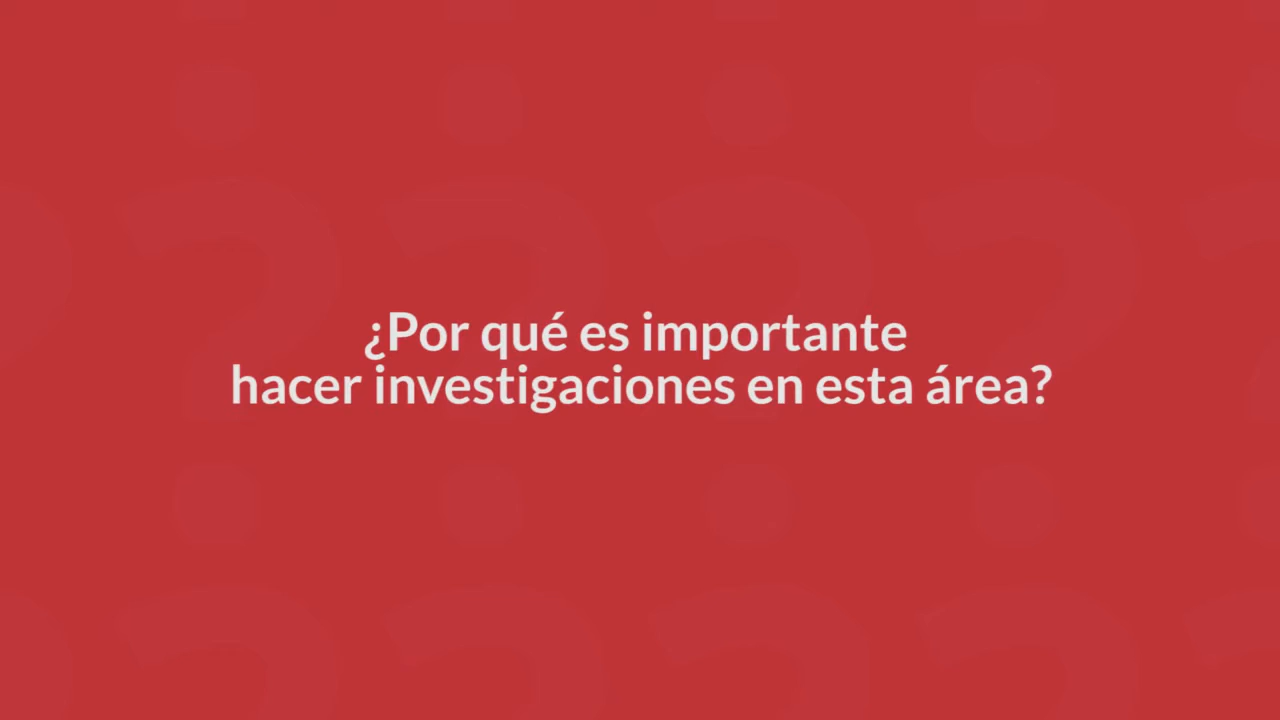 ¿Por qué es importante
hacer investigaciones en esta área?